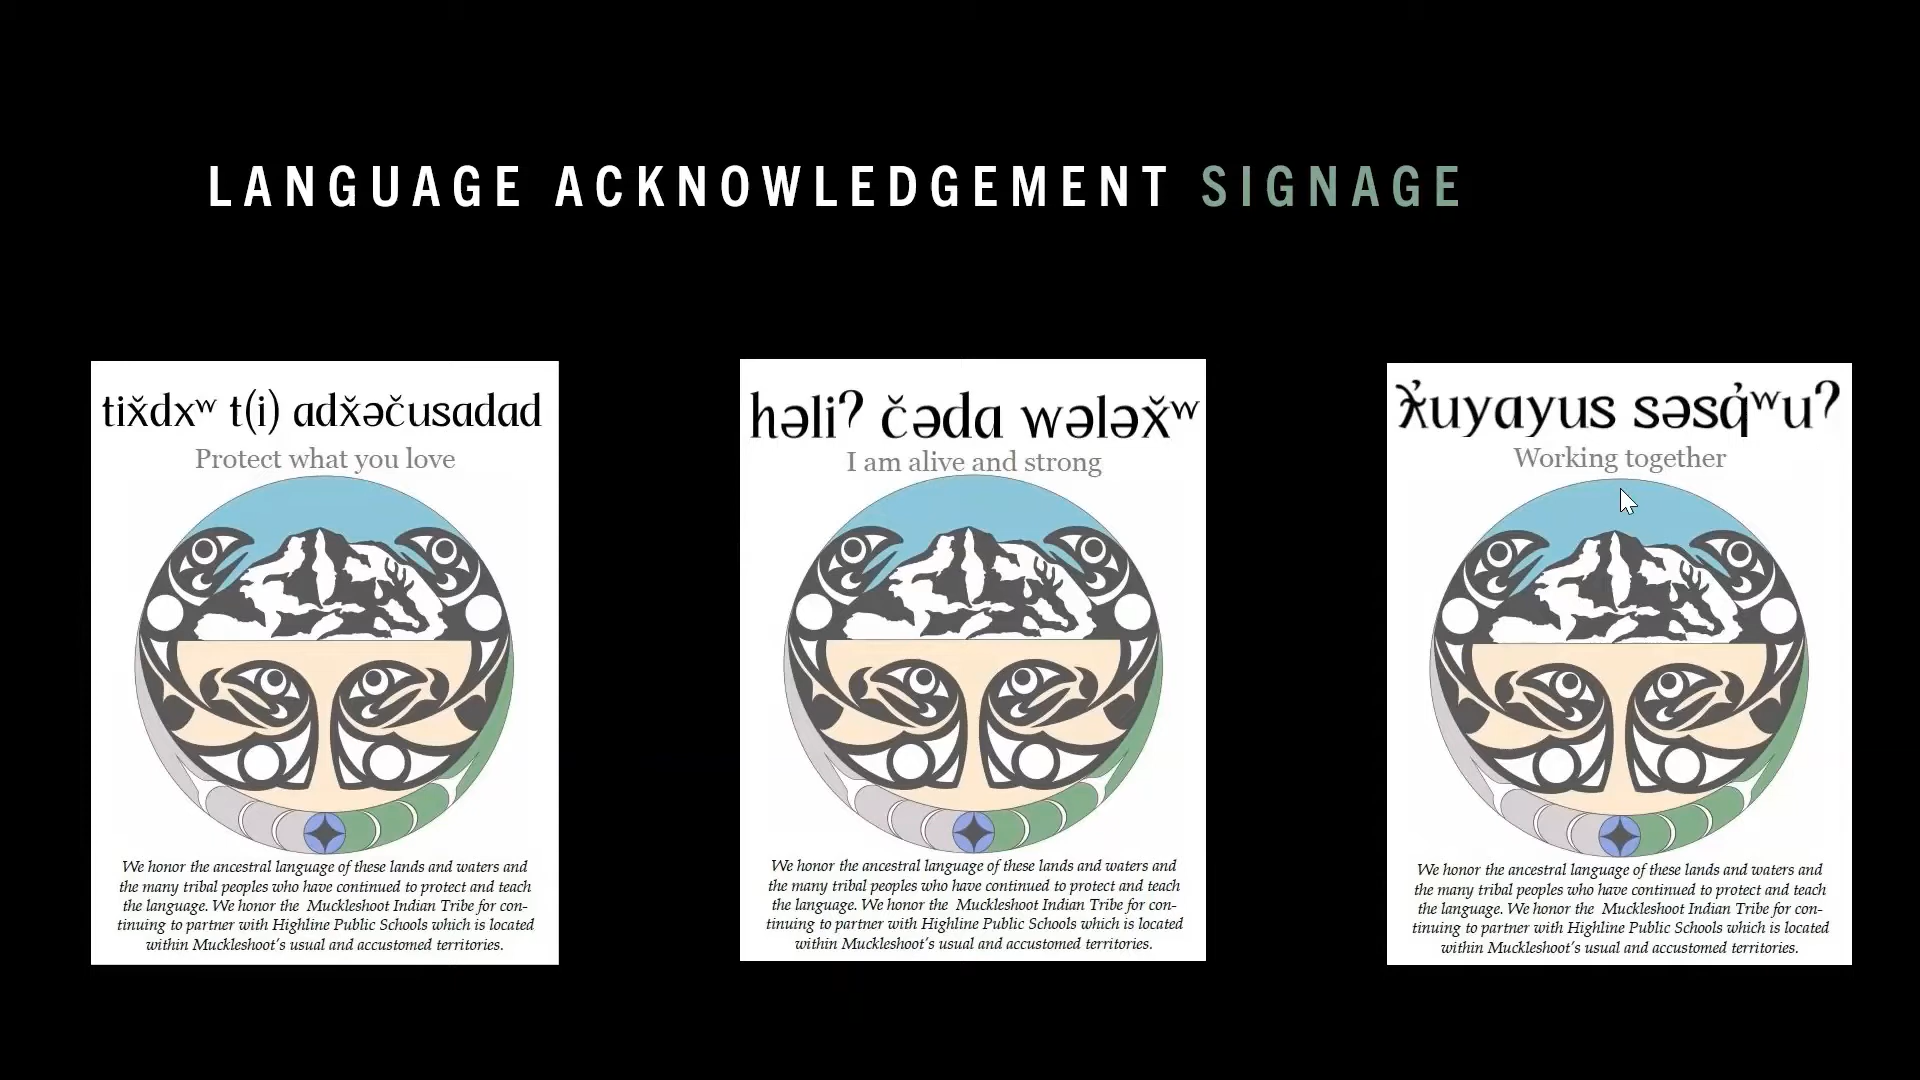 LANGUAGE ACKNOWLEDGEMENT SIGNAGE
tix̌dxʷ t(i) adx̌əčusadad
Protect what you love
We honor the ancestral language of these lands and waters and
the many tribal peoples who have continued to protect and teach
the language. We honor the Muckleshoot Indian Tribe for con-
tinuing to partner with Highline Public Schools which is located
within Muckleshoot's usual and accustomed territories.
həliʔ čəda wələx̌ʷ
I am alive and strong
We honor the ancestral language of these lands and waters and
the many tribal peoples who have continued to protect and teach
the language. We honor the Muckleshoot Indian Tribe for con-
tinuing to partner with Highline Public Schools which is located
within Muckleshoot's usual and accustomed territories.
ƛ̓uyayus səsq̓ʷuʔ
Working together
We honor the ancestral language of these lands and waters and
the many tribal peoples who have continued to protect and teach
the language. We honor the Muckleshoot Indian Tribe for con-
tinuing to partner with Highline Public Schools which is located
within Muckleshoot's usual and accustomed territories.